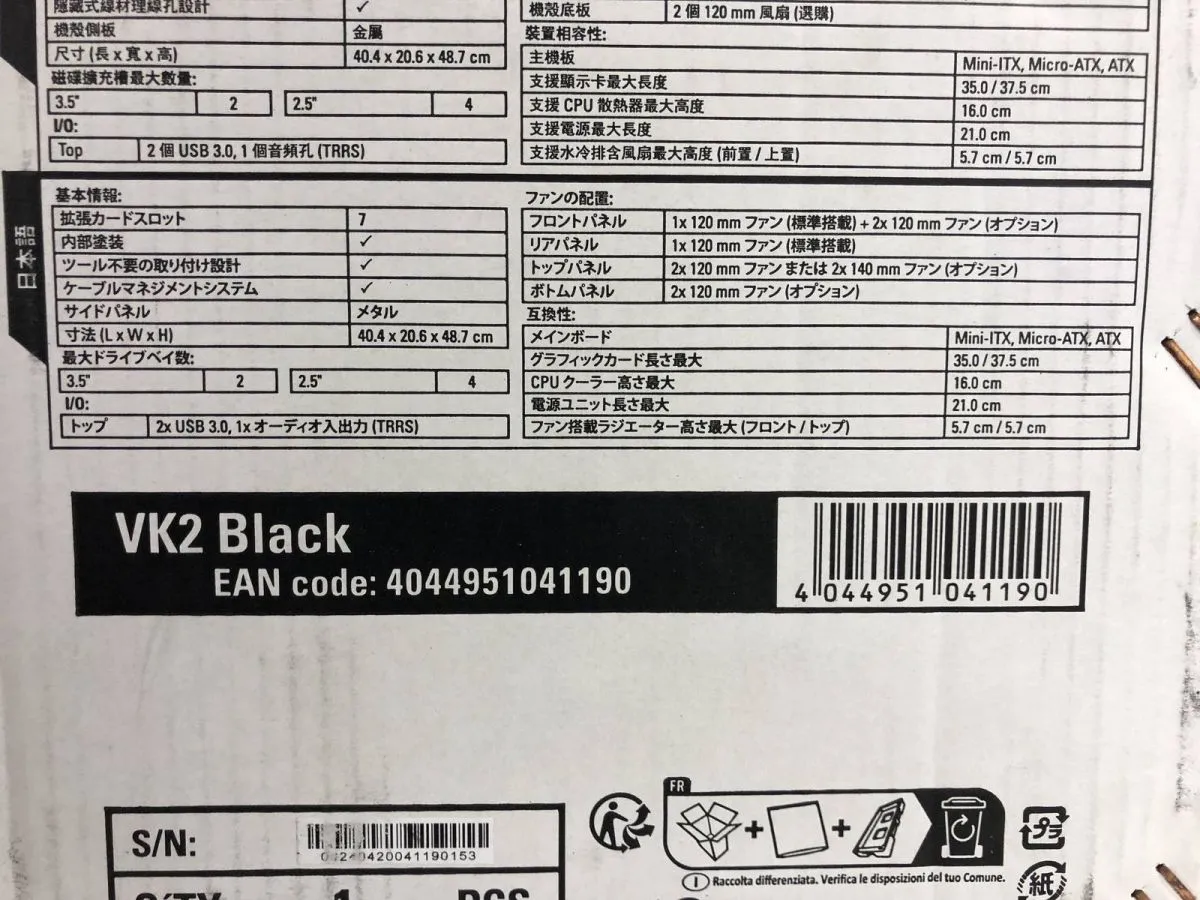 隱藏式線材理線孔設計 ✓
機殼側板 金屬
尺寸 (長 x 寬 x 高) 40.4 x 20.6 x 48.7 cm
磁碟擴充槽最大數量:
3.5" 2 2.5" 4
I/O:
Top 2 個 USB 3.0, 1 個音頻孔 (TRRS)
機殼底板 2 個 120 mm 風扇 (選購)
裝置相容性:
主機板 Mini-ITX, Micro-ATX, ATX
支援顯示卡最大長度 35.0 / 37.5 cm
支援 CPU 散熱器最大高度 16.0 cm
支援電源最大長度 21.0 cm
支援水冷排含風扇最大高度 (前置 / 上置) 5.7 cm / 5.7 cm
日本語
基本情報:
拡張カードスロット 7
内部塗装 ✓
ツール不要の取り付け設計 ✓
ケーブルマネジメントシステム ✓
サイドパネル メタル
寸法 (L x W x H) 40.4 x 20.6 x 48.7 cm
最大ドライブベイ数:
3.5" 2 2.5" 4
I/O:
トップ 2x USB 3.0, 1x オーディオ入出力 (TRRS)
ファンの配置:
フロントパネル 1x 120 mm ファン (標準搭載) + 2x 120 mm ファン (オプション)
リアパネル 1x 120 mm ファン (標準搭載)
トップパネル 2x 120 mm ファン または 2x 140 mm ファン (オプション)
ボトムパネル 2x 120 mm ファン (オプション)
互換性:
メインボード Mini-ITX, Micro-ATX, ATX
グラフィックカード長さ最大 35.0 / 37.5 cm
CPU クーラー高さ最大 16.0 cm
電源ユニット長さ最大 21.0 cm
ファン搭載ラジエーター高さ最大 (フロント / トップ) 5.7 cm / 5.7 cm
VK2 Black
EAN code: 4044951041190
4 044951 041190
S/N:
Q'TY 1 PCS
FR
+ +
Raccolta differenziata. Verifica le disposizioni del tuo Comune.
プラ
紙